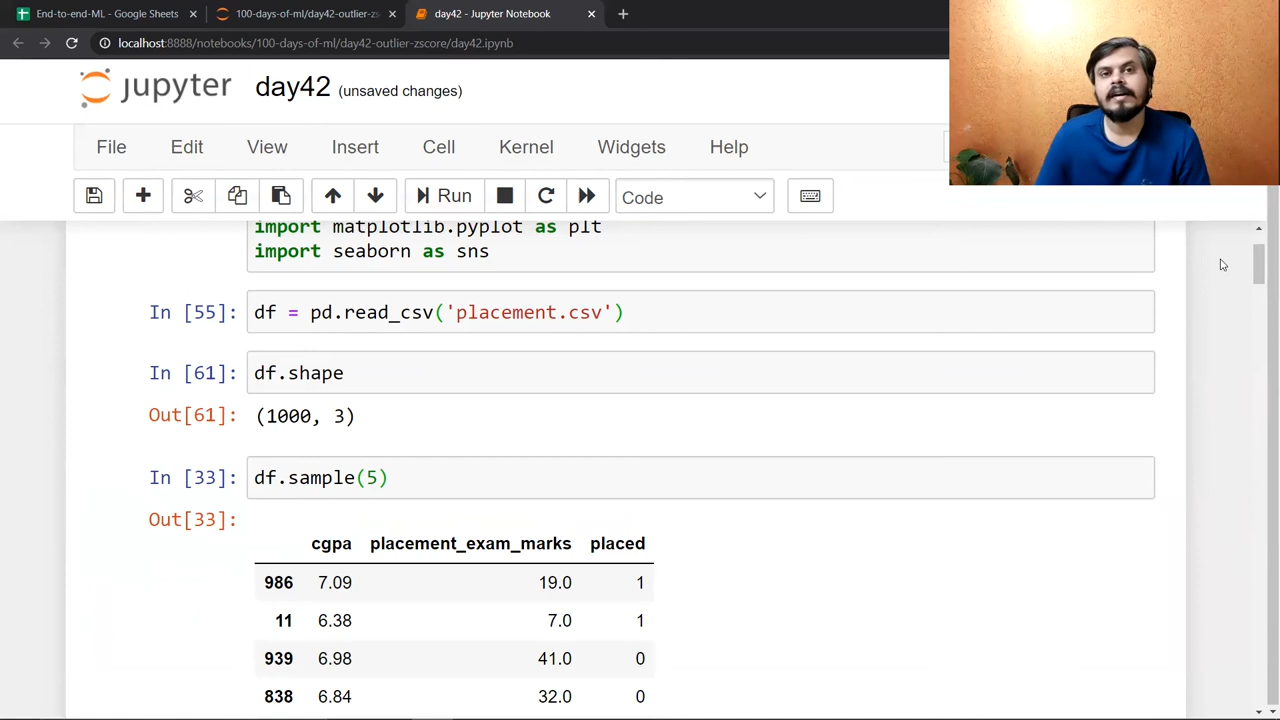 End-to-end-ML - Google Sheets
100-days-of-ml/day42-outlier-zsc
day42 - Jupyter Notebook
localhost:8888/notebooks/100-days-of-ml/day42-outlier-zscore/day42.ipynb
jupyter day42 (unsaved changes)
File Edit View Insert Cell Kernel Widgets Help
Run Code
import matplotlib.pyplot as plt
import seaborn as sns
In [55]: df = pd.read_csv('placement.csv')
In [61]: df.shape
Out[61]: (1000, 3)
In [33]: df.sample(5)
Out[33]:
cgpa placement_exam_marks placed
986 7.09 19.0 1
11 6.38 7.0 1
939 6.98 41.0 0
838 6.84 32.0 0